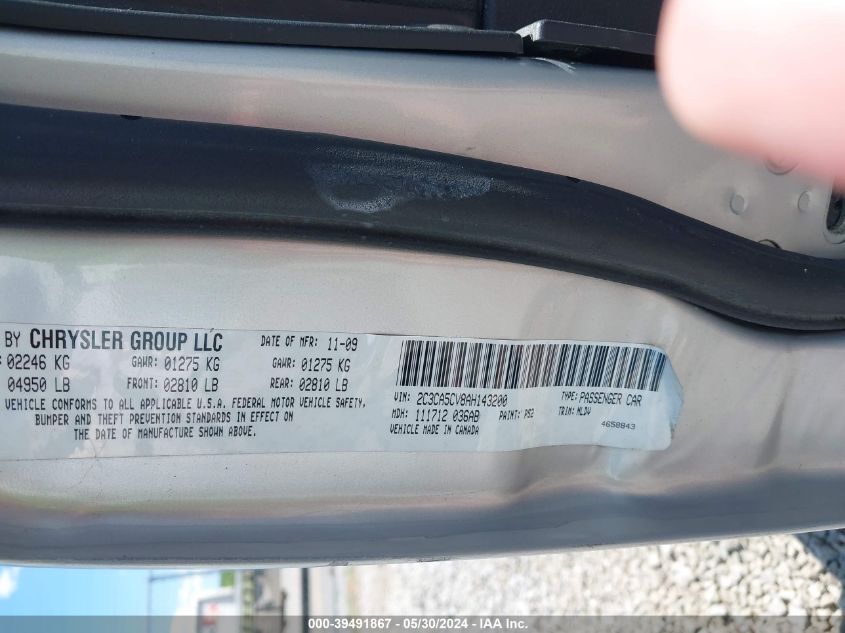 BY CHRYSLER GROUP LLC DATE OF MFR: 11-09
: 02246 KG GAWR: 01275 KG GAWR: 01275 KG
04950 LB FRONT: 02810 LB REAR: 02810 LB
VEHICLE CONFORMS TO ALL APPLICABLE U.S.A. FEDERAL MOTOR VEHICLE SAFETY,
BUMPER AND THEFT PREVENTION STANDARDS IN EFFECT ON
THE DATE OF MANUFACTURE SHOWN ABOVE.
VIN: 2C3CA5CV8AH143200 TYPE: PASSENGER CAR
MDH: 111712 036AB PAINT: PS2 TRIM: MLDV
VEHICLE MADE IN CANADA 4658843
000-39491867 - 05/30/2024 - IAA Inc.